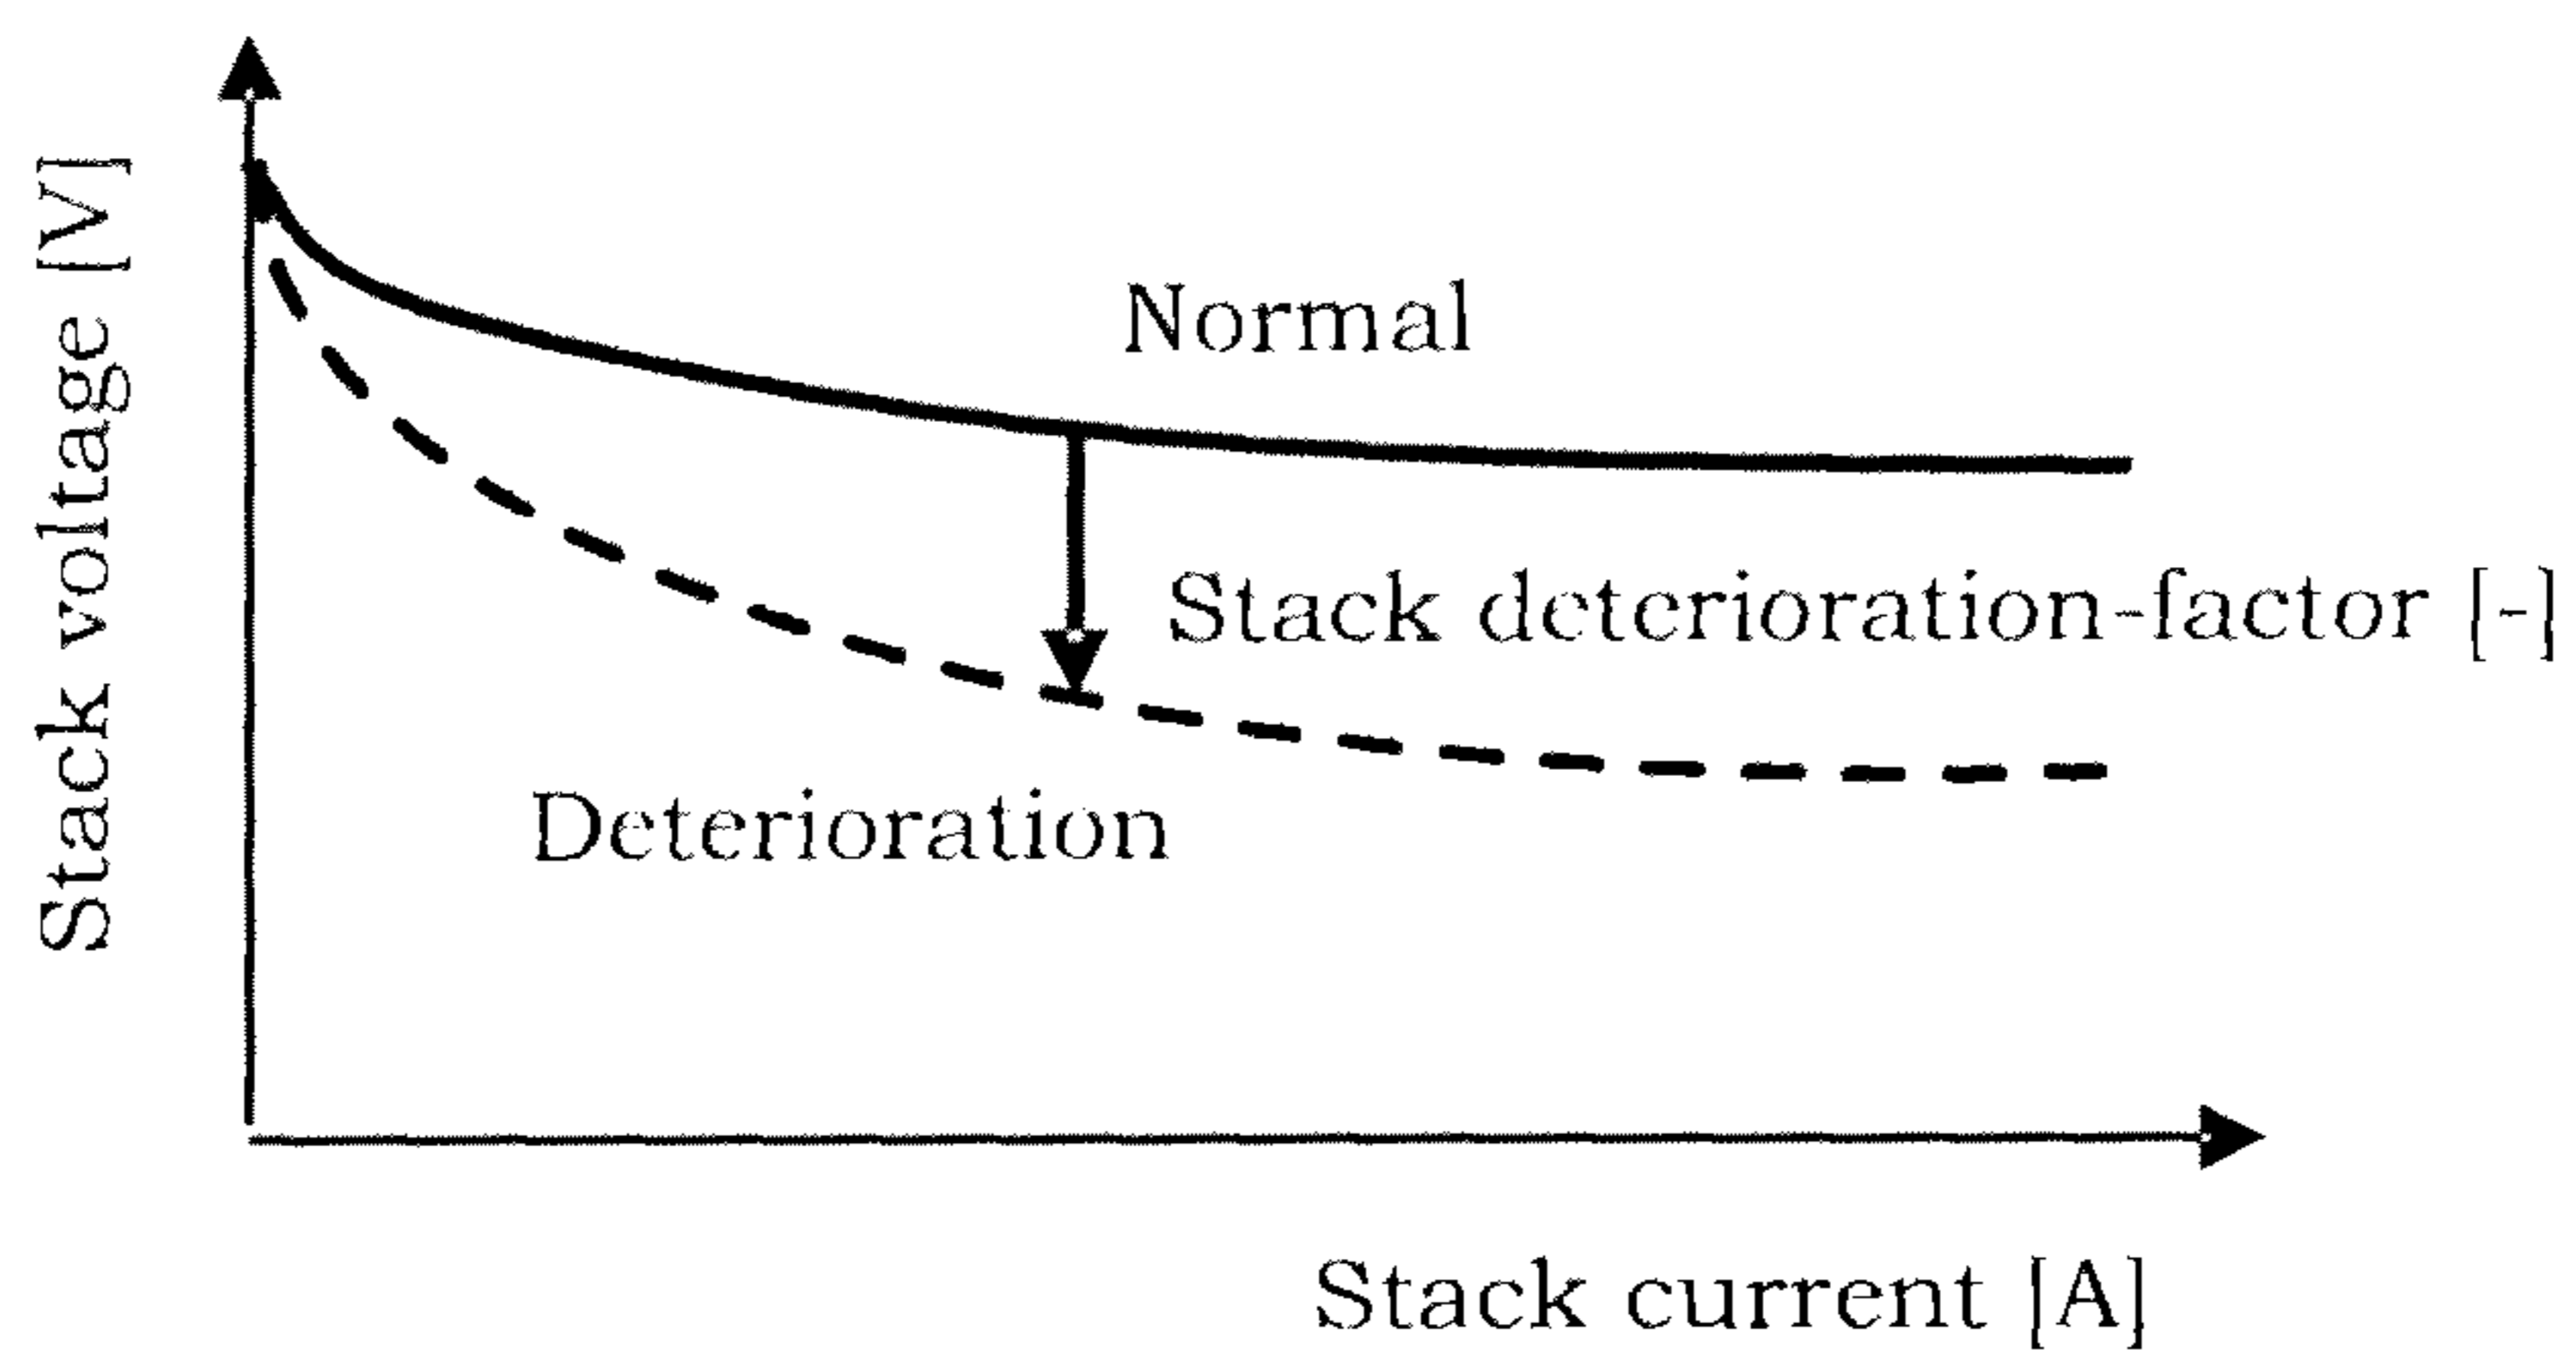 Stack voltage [V]
Normal
Stack deterioration-factor [-]
Deterioration
Stack current [A]